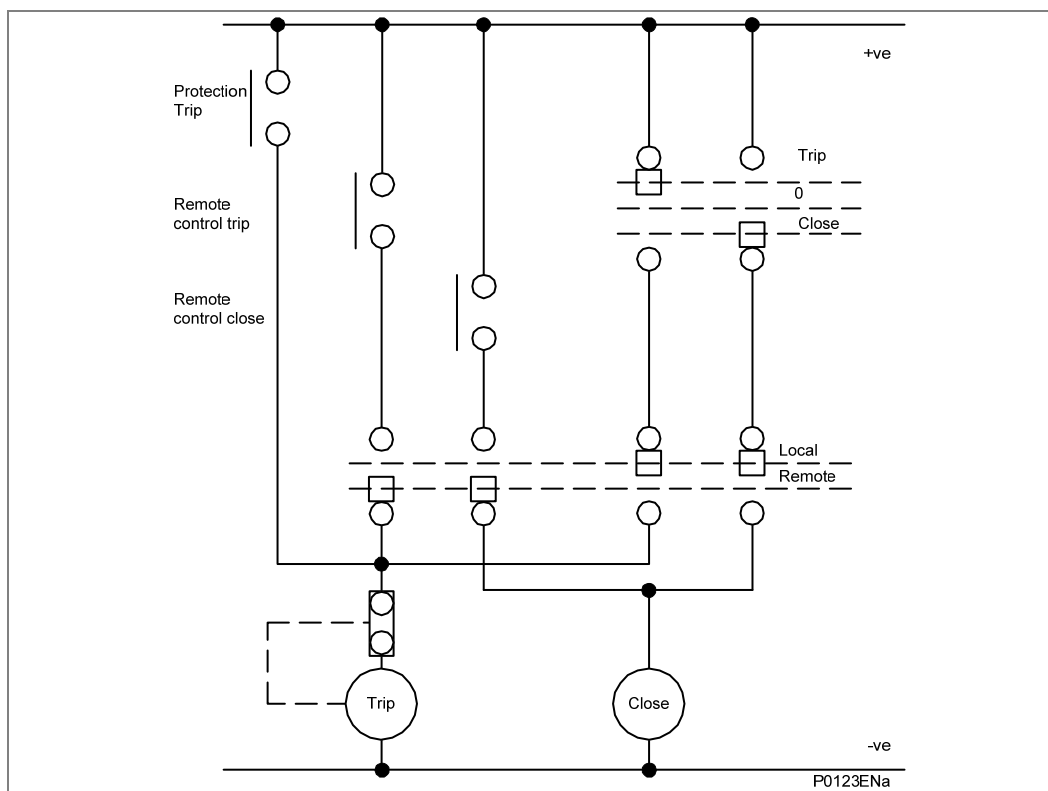 +ve
Protection
Trip
Trip
0
Remote
control trip
Close
Remote
control close
Local
Remote
Trip
Close
-ve
P0123ENa